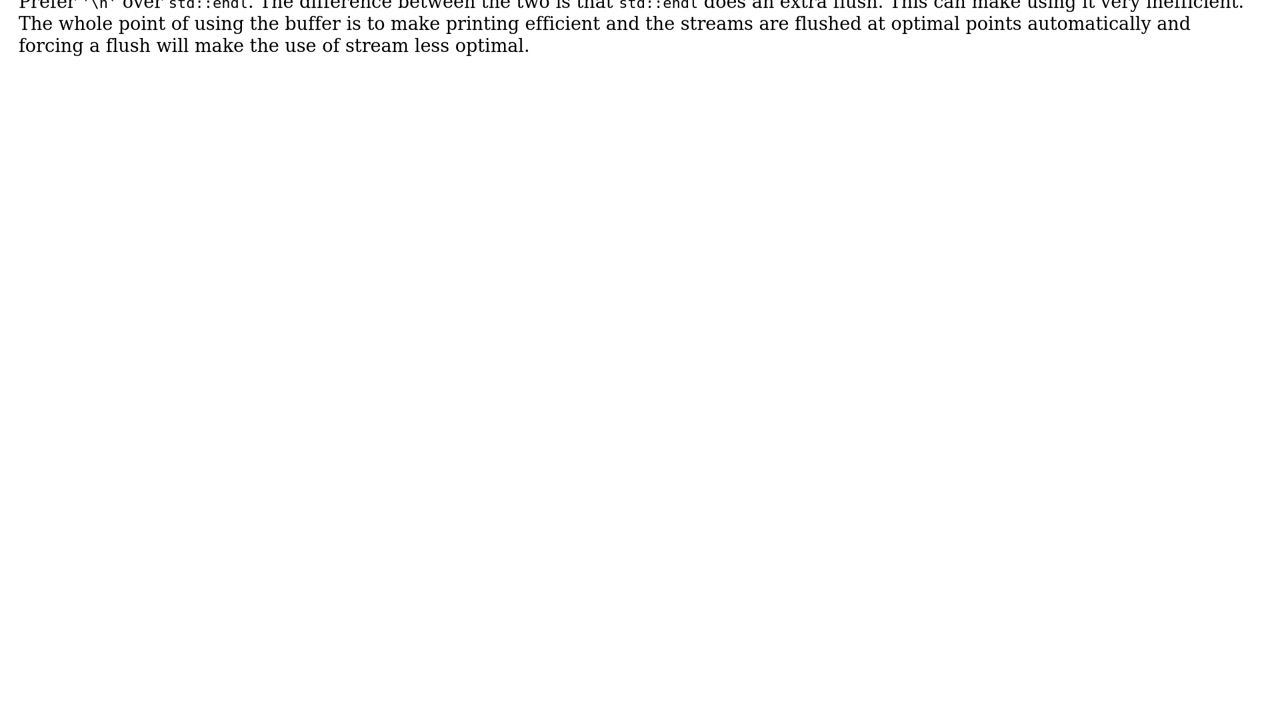 Prefer '\n' over std::endl. The difference between the two is that std::endl does an extra flush. This can make using it very inefficient.
The whole point of using the buffer is to make printing efficient and the streams are flushed at optimal points automatically and
forcing a flush will make the use of stream less optimal.